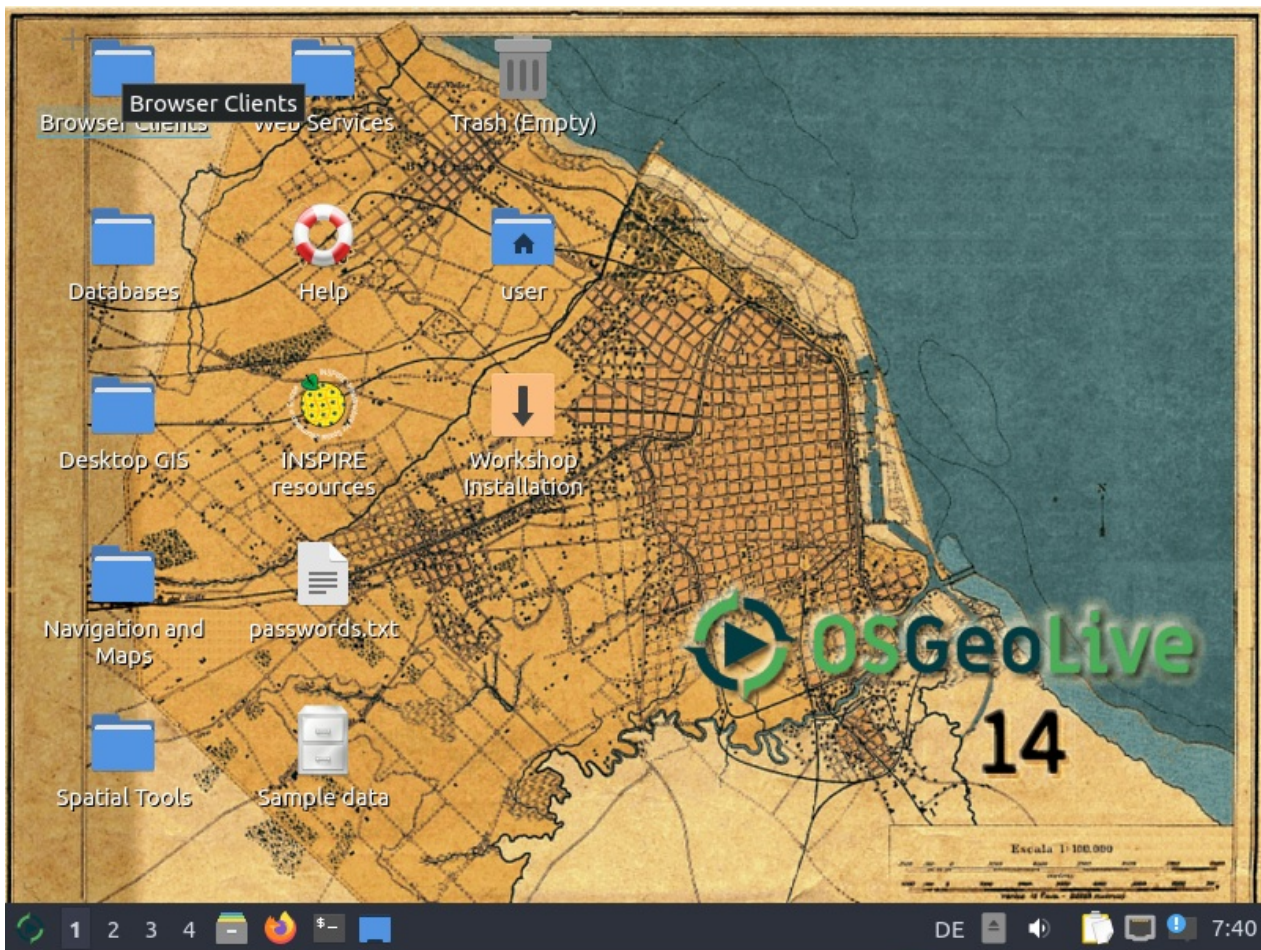 Browser Clients
Browser Clients
Web Services
Trash (Empty)
Databases
Help
user
Desktop GIS
INSPIRE
resources
Workshop
Installation
Navigation and
Maps
passwords.txt
OSGeoLive
14
Spatial Tools
Sample data
Escala 1:100.000
N
INSPIRE
1
2
3
4
$_
DE
7:40